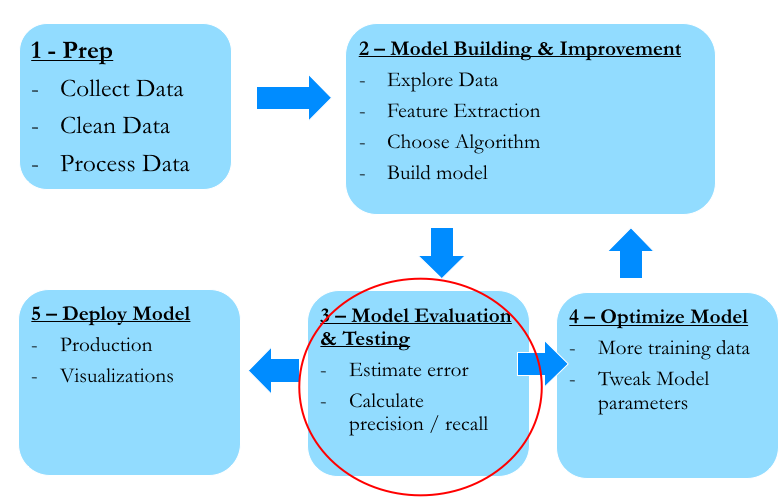 1 - Prep
- Collect Data
- Clean Data
- Process Data
2 – Model Building & Improvement
- Explore Data
- Feature Extraction
- Choose Algorithm
- Build model
3 – Model Evaluation
& Testing
- Estimate error
- Calculate
precision / recall
4 – Optimize Model
- More training data
- Tweak Model
parameters
5 – Deploy Model
- Production
- Visualizations